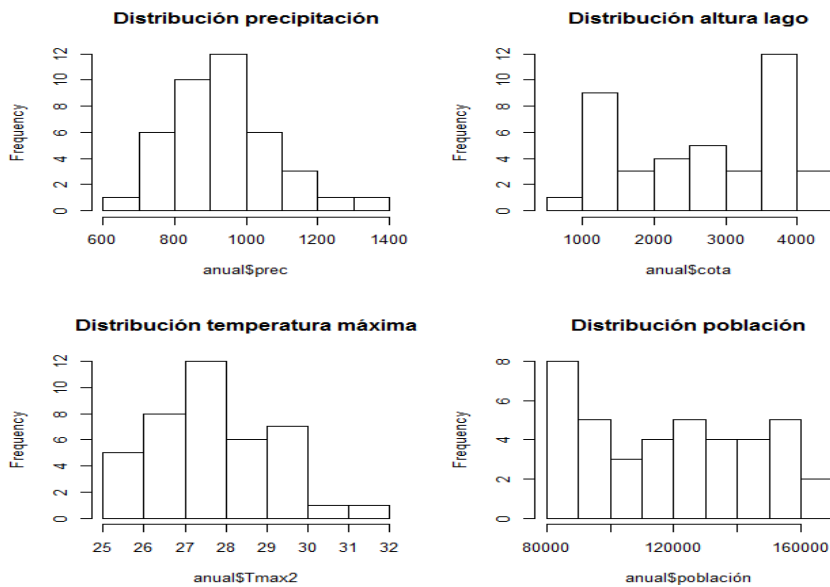 Distribución precipitación
Frequency
0 2 4 6 8 10 12
600 800 1000 1200 1400
anual$prec
Distribución altura lago
Frequency
0 2 4 6 8 10 12
1000 2000 3000 4000
anual$cota
Distribución temperatura máxima
Frequency
0 2 4 6 8 10 12
25 26 27 28 29 30 31 32
anual$Tmax2
Distribución población
Frequency
0 2 4 6 8
80000 120000 160000
anual$población